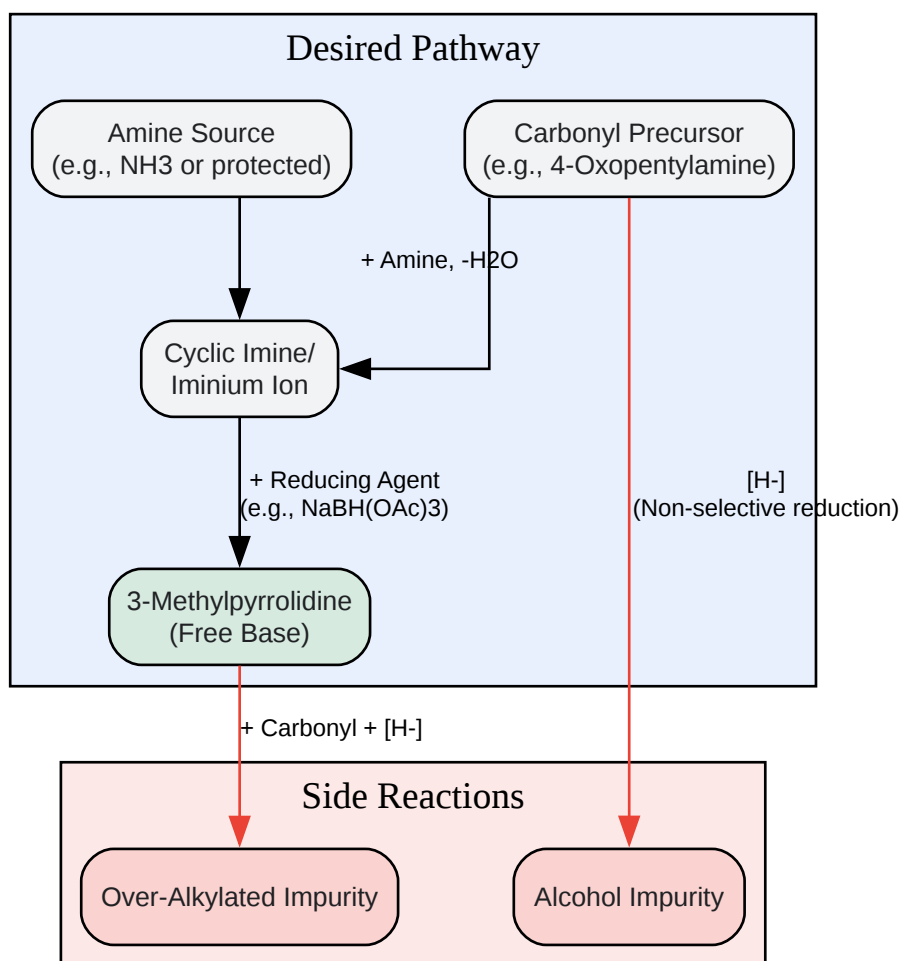 Desired Pathway
Amine Source
(e.g., NH3 or protected)
Carbonyl Precursor
(e.g., 4-Oxopentylamine)
+ Amine, -H2O
Cyclic Imine/
Iminium Ion
+ Reducing Agent
(e.g., NaBH(OAc)3)
[H-]
(Non-selective reduction)
3-Methylpyrrolidine
(Free Base)
+ Carbonyl + [H-]
Side Reactions
Over-Alkylated Impurity
Alcohol Impurity